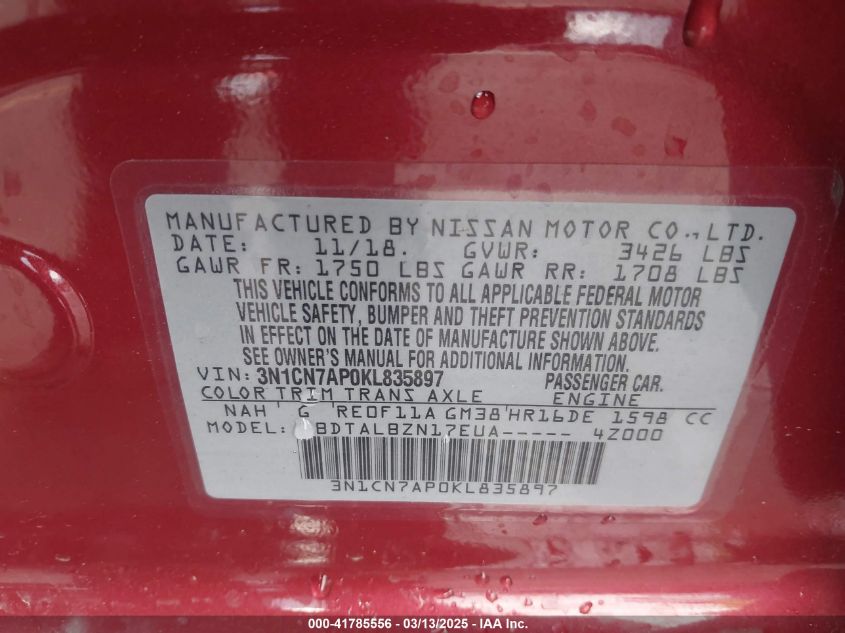 MANUFACTURED BY NISSAN MOTOR CO., LTD.
DATE: 11/18. GVWR: 3426 LBS
GAWR FR: 1750 LBS GAWR RR: 1708 LBS
THIS VEHICLE CONFORMS TO ALL APPLICABLE FEDERAL MOTOR
VEHICLE SAFETY, BUMPER AND THEFT PREVENTION STANDARDS
IN EFFECT ON THE DATE OF MANUFACTURE SHOWN ABOVE.
SEE OWNER'S MANUAL FOR ADDITIONAL INFORMATION.
VIN: 3N1CN7AP0KL835897 PASSENGER CAR.
COLOR TRIM TRANS AXLE ENGINE
NAH G RE0F11A GM38 HR16DE 1598 CC
MODEL: BDTALBZN17EUA----- 4Z000
3N1CN7AP0KL835897
000-41785556 - 03/13/2025 - IAA Inc.